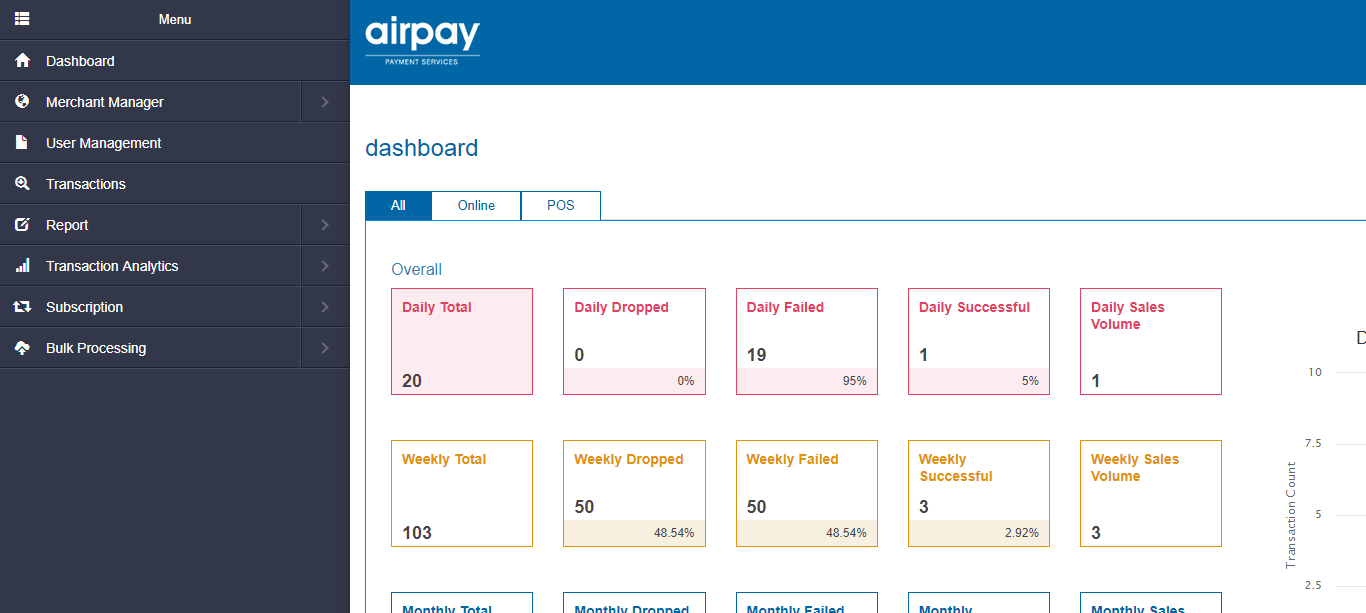 Menu
Dashboard
Merchant Manager
User Management
Transactions
Report
Transaction Analytics
Subscription
Bulk Processing
airpay
PAYMENT SERVICES
dashboard
All
Online
POS
Overall
Daily Total
20
Daily Dropped
0
0%
Daily Failed
19
95%
Daily Successful
1
5%
Daily Sales
Volume
1
Weekly Total
103
Weekly Dropped
50
48.54%
Weekly Failed
50
48.54%
Weekly
Successful
3
2.92%
Weekly Sales
Volume
3
Monthly Total
Monthly Dropped
Monthly Failed
Monthly
Monthly Sales
D
10
7.5
5
2.5
Transaction Count